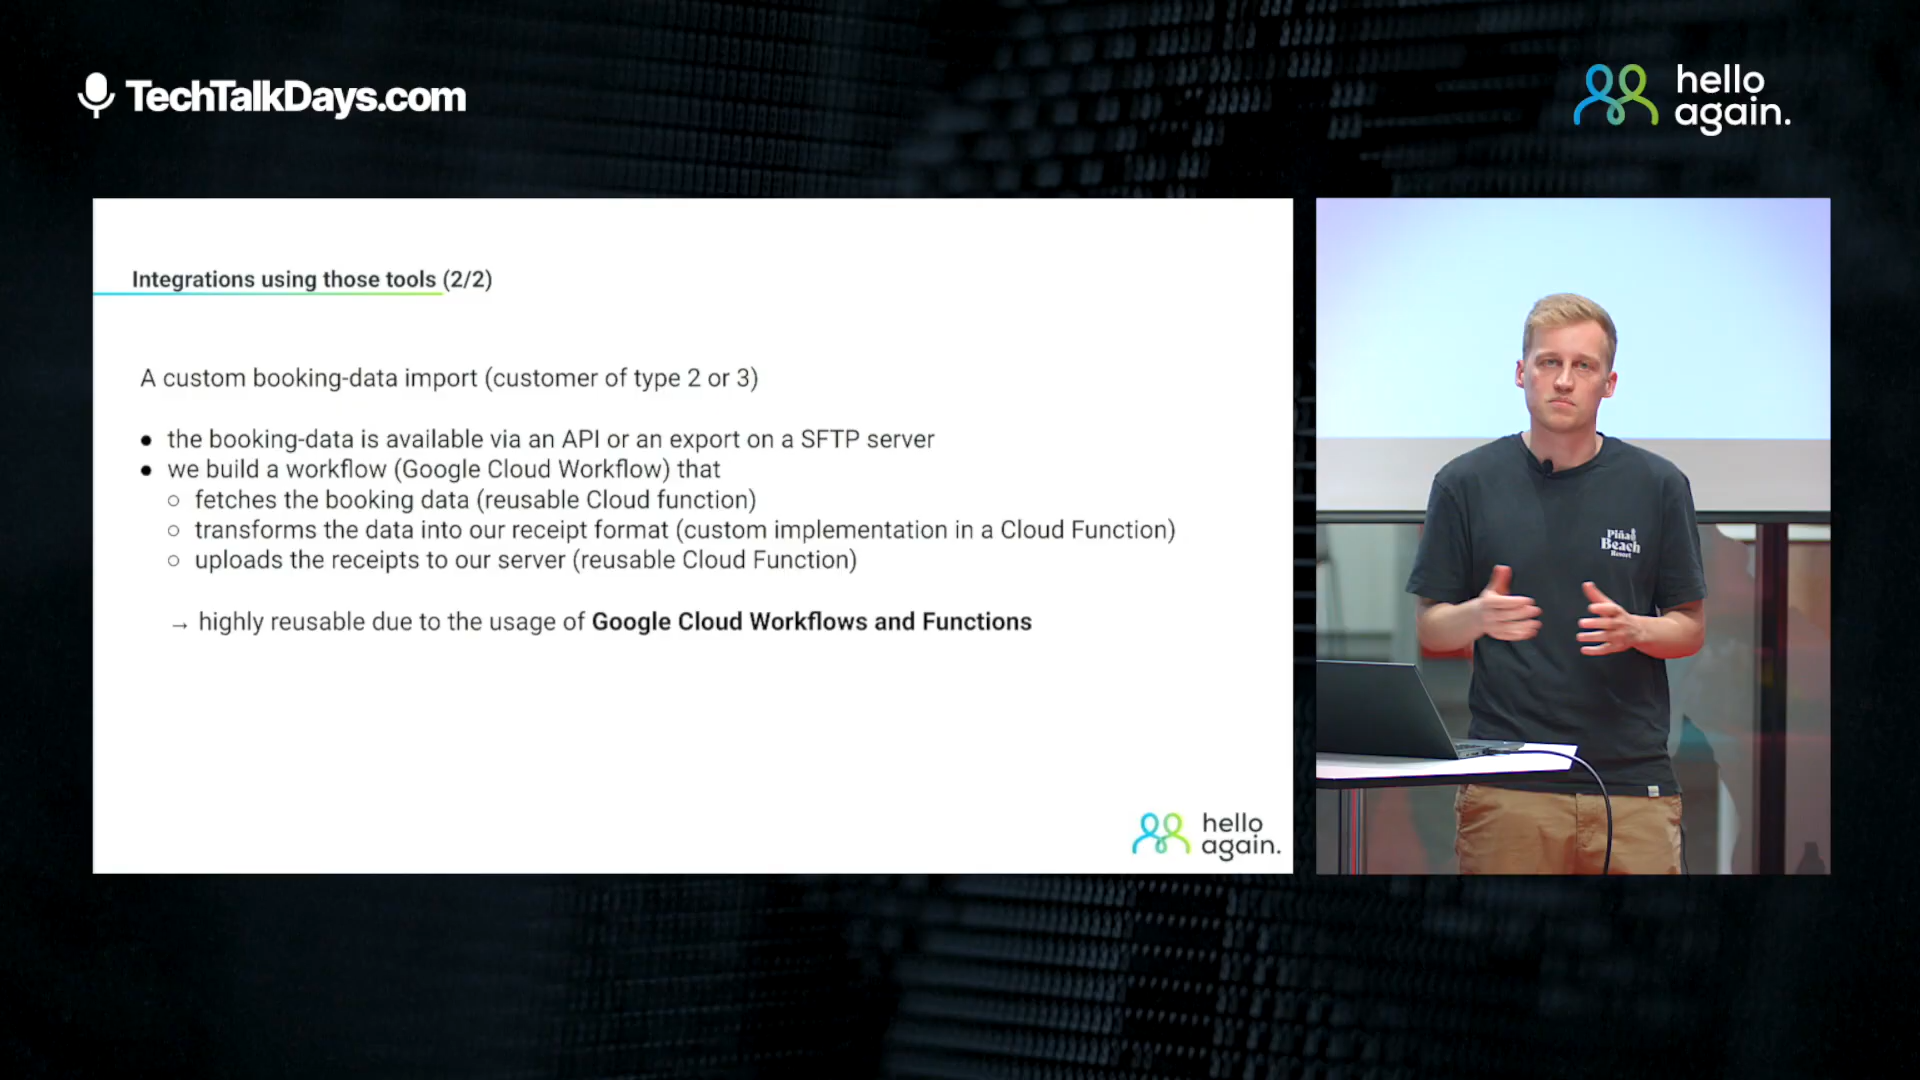 TechTalkDays.com
hello
again.
Integrations using those tools (2/2)
A custom booking-data import (customer of type 2 or 3)
● the booking-data is available via an API or an export on a SFTP server
● we build a workflow (Google Cloud Workflow) that
○ fetches the booking data (reusable Cloud function)
○ transforms the data into our receipt format (custom implementation in a Cloud Function)
○ uploads the receipts to our server (reusable Cloud Function)
→ highly reusable due to the usage of Google Cloud Workflows and Functions
hello
again.
Piña
Beach
Resort